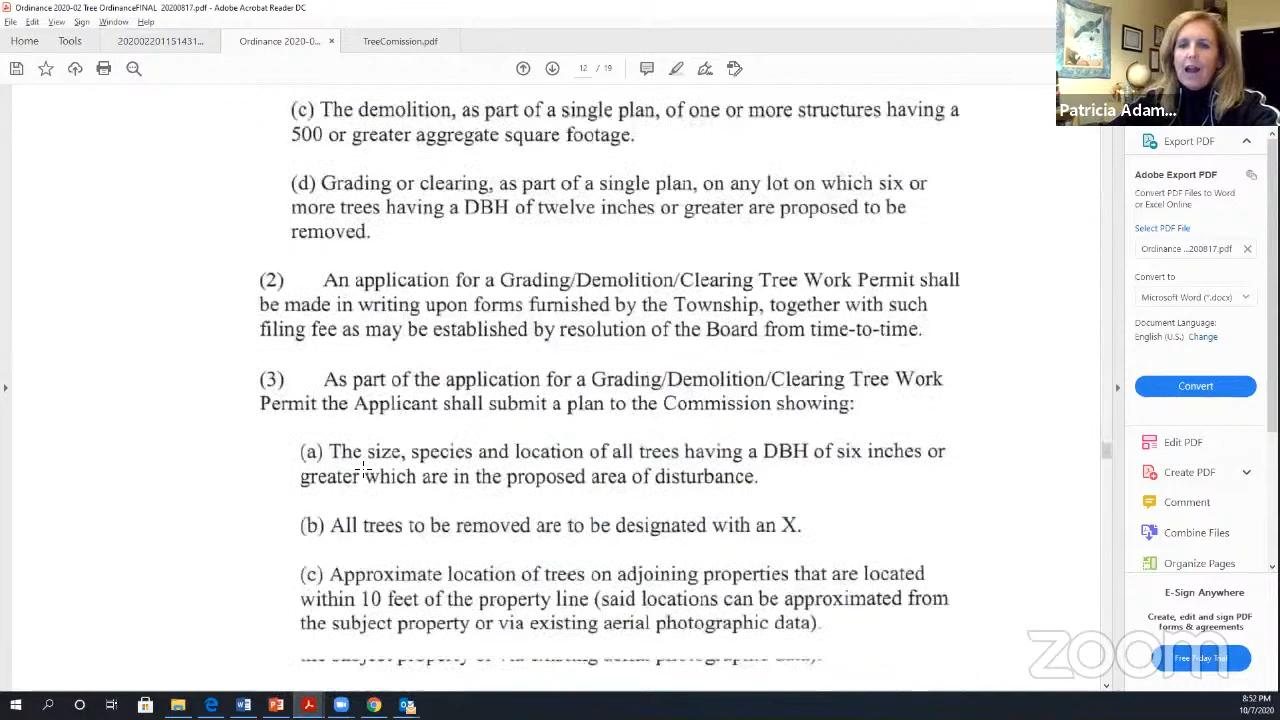 Ordinance 2020-02 Tree OrdinanceFINAL 20200817.pdf - Adobe Acrobat Reader DC
File Edit View Sign Window Help
Home Tools 202002201151431... Ordinance 2020-0... × TreeComission.pdf
12 / 19
(c) The demolition, as part of a single plan, of one or more structures having a
500 or greater aggregate square footage.
(d) Grading or clearing, as part of a single plan, on any lot on which six or
more trees having a DBH of twelve inches or greater are proposed to be
removed.
(2) An application for a Grading/Demolition/Clearing Tree Work Permit shall
be made in writing upon forms furnished by the Township, together with such
filing fee as may be established by resolution of the Board from time-to-time.
(3) As part of the application for a Grading/Demolition/Clearing Tree Work
Permit the Applicant shall submit a plan to the Commission showing:
(a) The size, species and location of all trees having a DBH of six inches or
greater which are in the proposed area of disturbance.
(b) All trees to be removed are to be designated with an X.
(c) Approximate location of trees on adjoining properties that are located
within 10 feet of the property line (said locations can be approximated from
the subject property or via existing aerial photographic data).
Patricia Adam...
Export PDF
Adobe Export PDF
Convert PDF Files to Word
or Excel Online
Select PDF File
Ordinance ...200817.pdf
Convert to
Microsoft Word (*.docx)
Document Language:
English (U.S.) Change
Convert
Edit PDF
Create PDF
Comment
Combine Files
Organize Pages
E-Sign Anywhere
Create, edit and sign PDF
forms & agreements
Free 7-day Trial
zoom
8:52 PM
10/7/2020